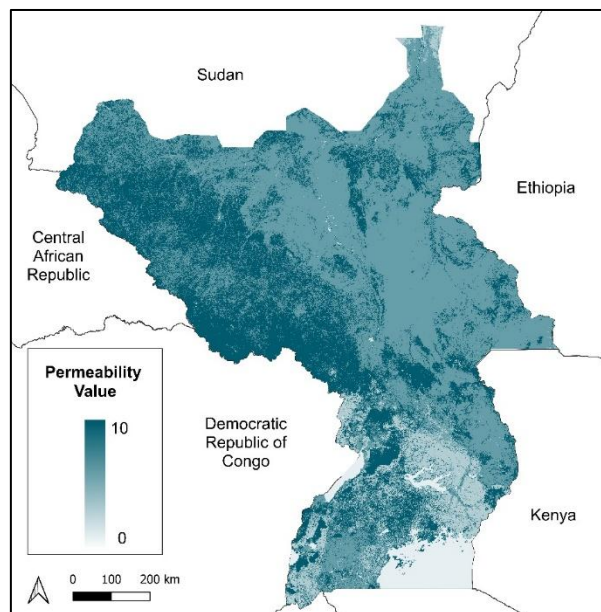 Sudan
Ethiopia
Central
African
Republic
Permeability
Value
10
0
Democratic
Republic of
Congo
Kenya
0 100 200 km